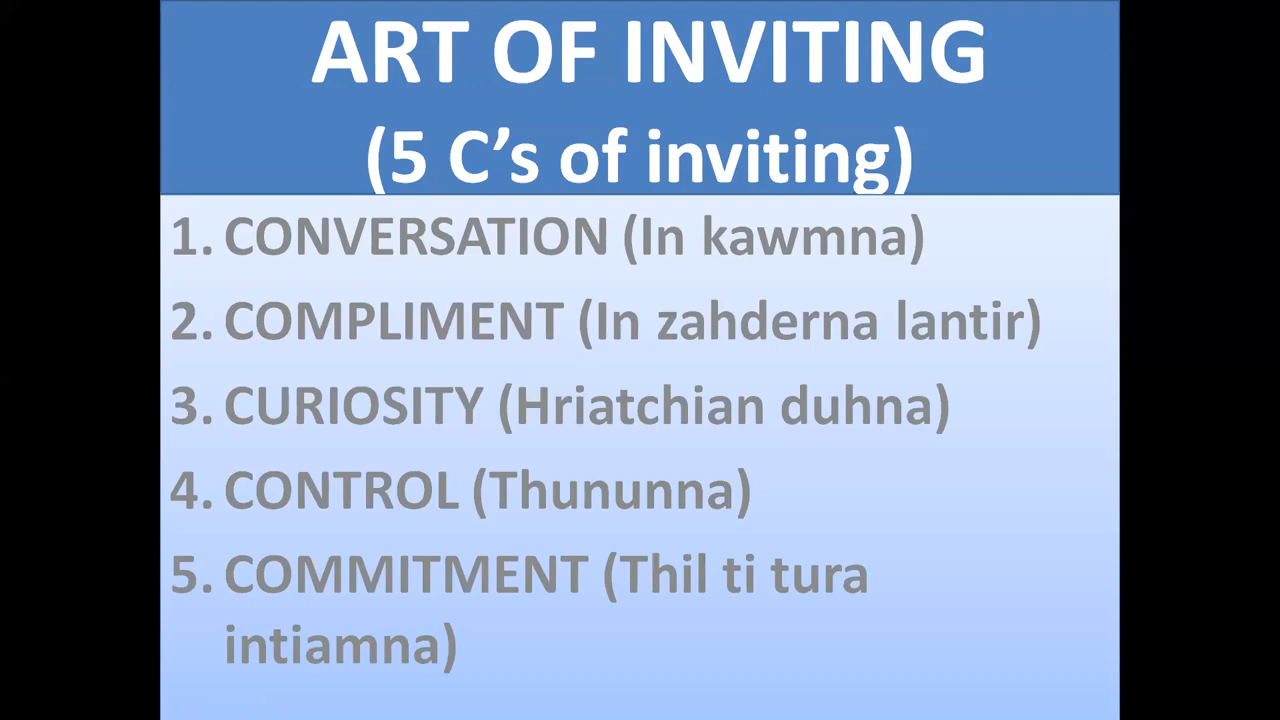 ART OF INVITING
(5 C’s of inviting)
1. CONVERSATION (In kawmna)
2. COMPLIMENT (In zahderna lantir)
3. CURIOSITY (Hriatchian duhna)
4. CONTROL (Thununna)
5. COMMITMENT (Thil ti tura
intiamna)